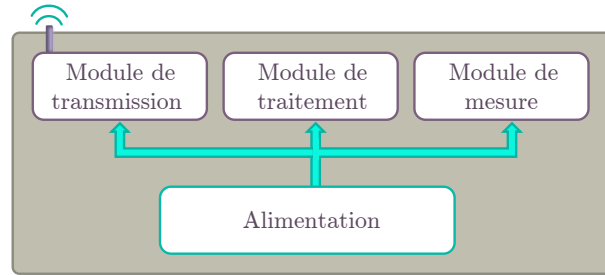 Module de
transmission
Module de
traitement
Module de
mesure
Alimentation